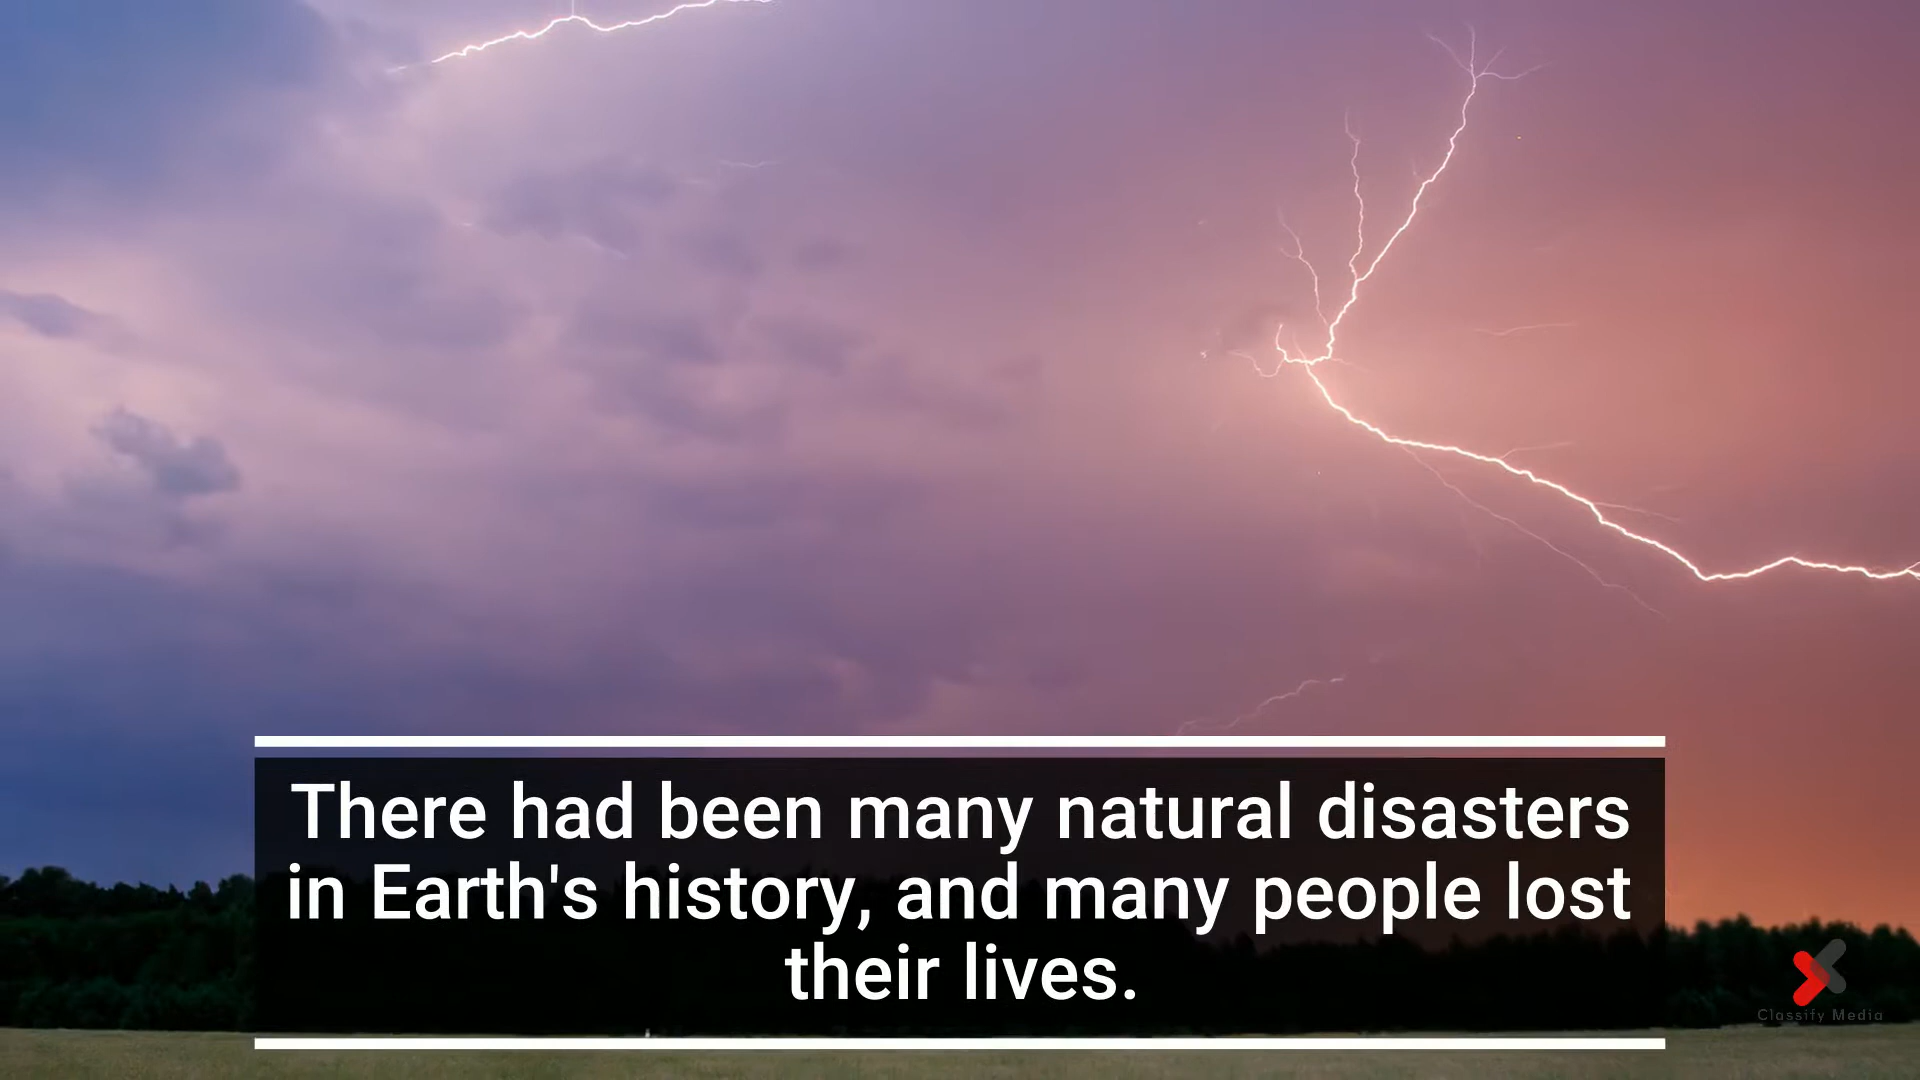 There had been many natural disasters
in Earth's history, and many people lost
their lives.
Classify Media